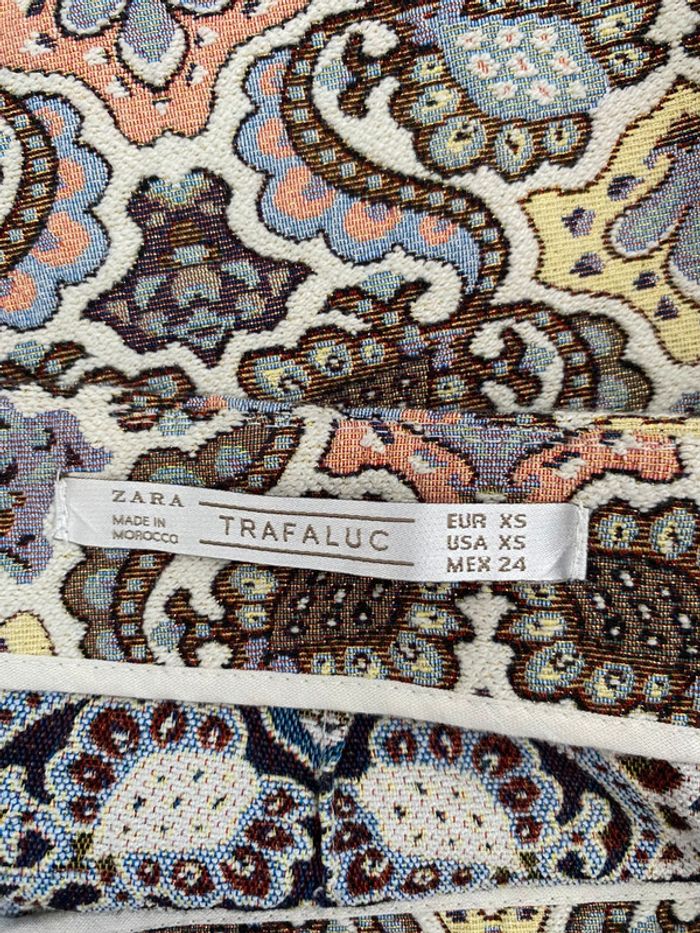 ZARA
MADE IN
MOROCCO
TRAFALUC
EUR XS
USA XS
MEX 24